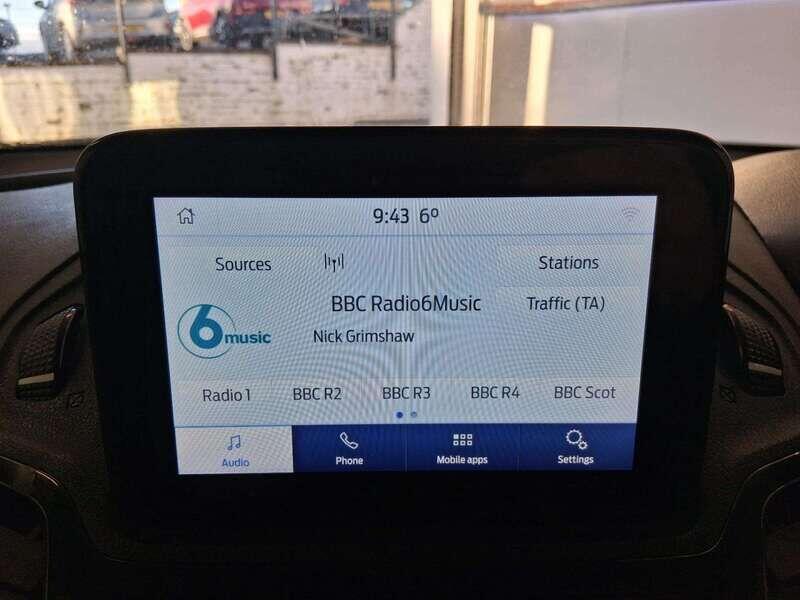 9:43 6°
Sources
Stations
BBC Radio6Music
Traffic (TA)
6music
Nick Grimshaw
Radio 1 BBC R2 BBC R3 BBC R4 BBC Scot
Audio Phone Mobile apps Settings